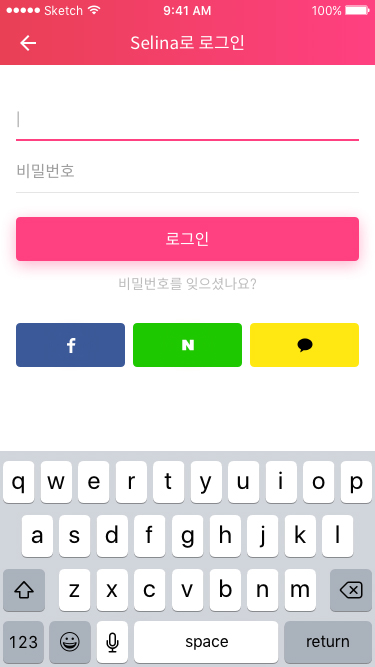 Sketch 9:41 AM 100%
Selina로 로그인
비밀번호
로그인
비밀번호를 잊으셨나요?
f N
q w e r t y u i o p
a s d f g h j k l
z x c v b n m
123 space return